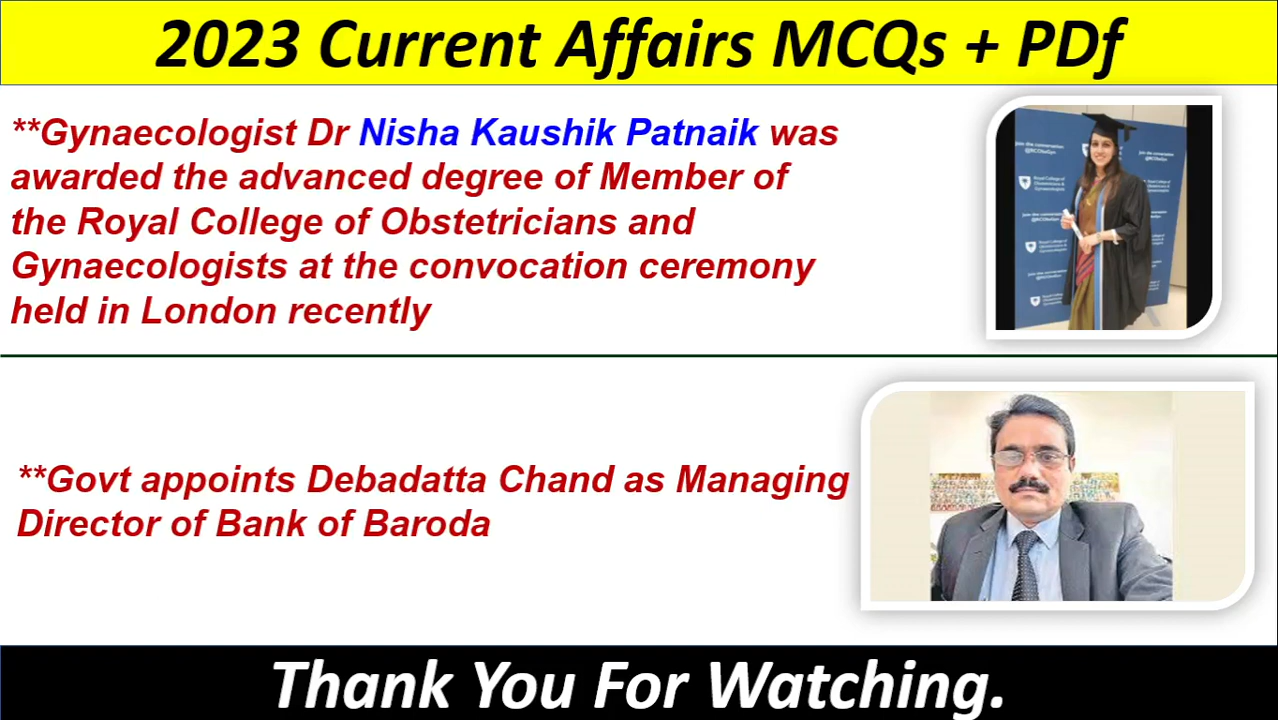 2023 Current Affairs MCQs + PDf
**Gynaecologist Dr Nisha Kaushik Patnaik was
awarded the advanced degree of Member of
the Royal College of Obstetricians and
Gynaecologists at the convocation ceremony
held in London recently
**Govt appoints Debadatta Chand as Managing
Director of Bank of Baroda
Thank You For Watching.